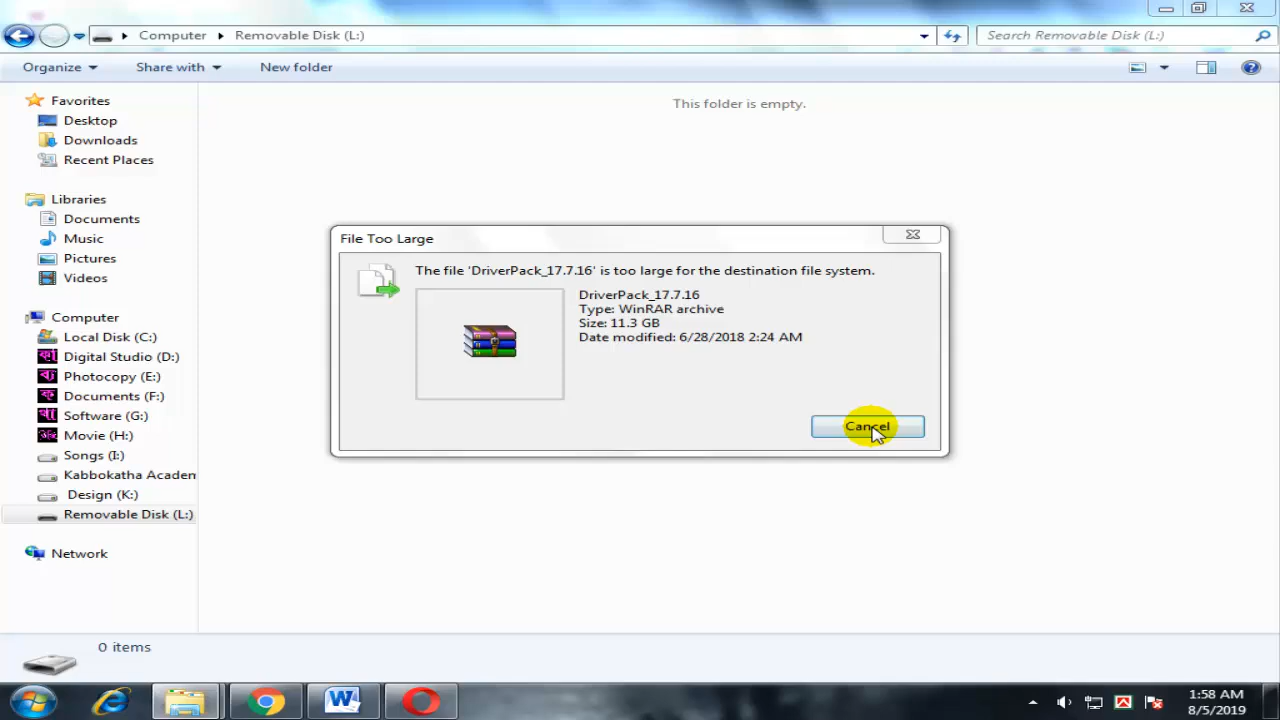 Computer Removable Disk (L:)
Search Removable Disk (L:)
Organize Share with New folder
Favorites
Desktop
Downloads
Recent Places
Libraries
Documents
Music
Pictures
Videos
Computer
Local Disk (C:)
Digital Studio (D:)
Photocopy (E:)
Documents (F:)
Software (G:)
Movie (H:)
Songs (I:)
Kabbokatha Academ
Design (K:)
Removable Disk (L:)
Network
This folder is empty.
File Too Large
The file 'DriverPack_17.7.16' is too large for the destination file system.
DriverPack_17.7.16
Type: WinRAR archive
Size: 11.3 GB
Date modified: 6/28/2018 2:24 AM
Cancel
0 items
1:58 AM
8/5/2019